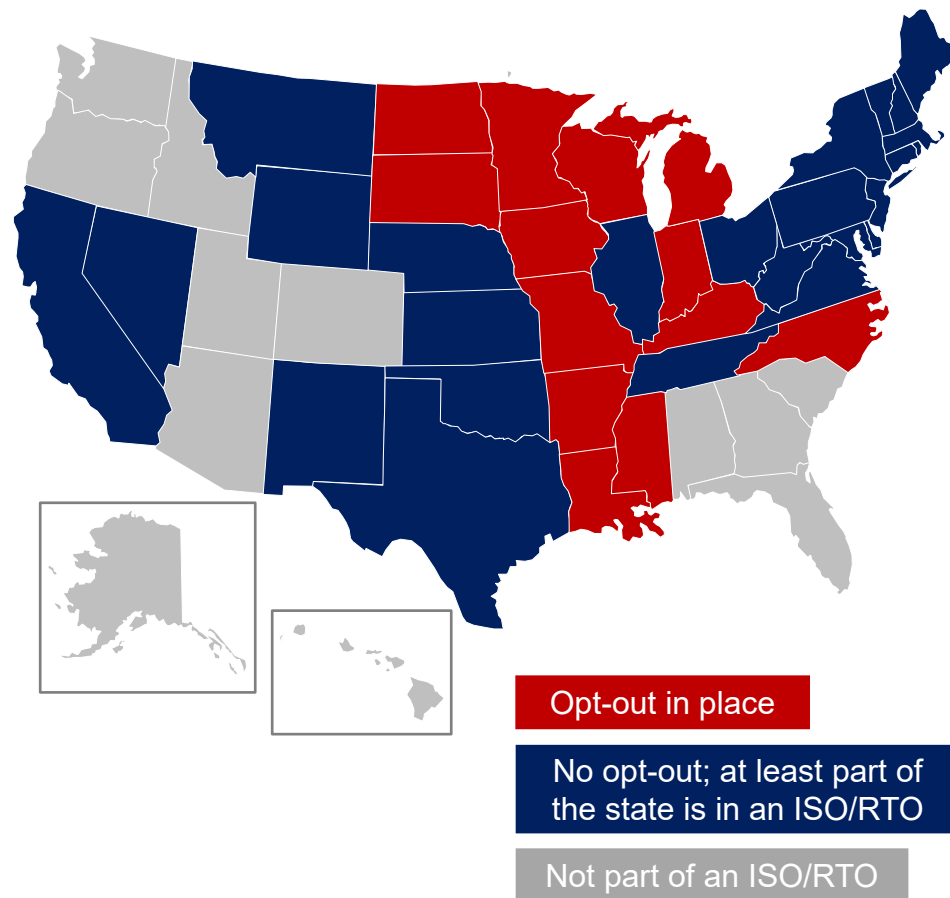 Opt-out in place
No opt-out; at least part of
the state is in an ISO/RTO
Not part of an ISO/RTO